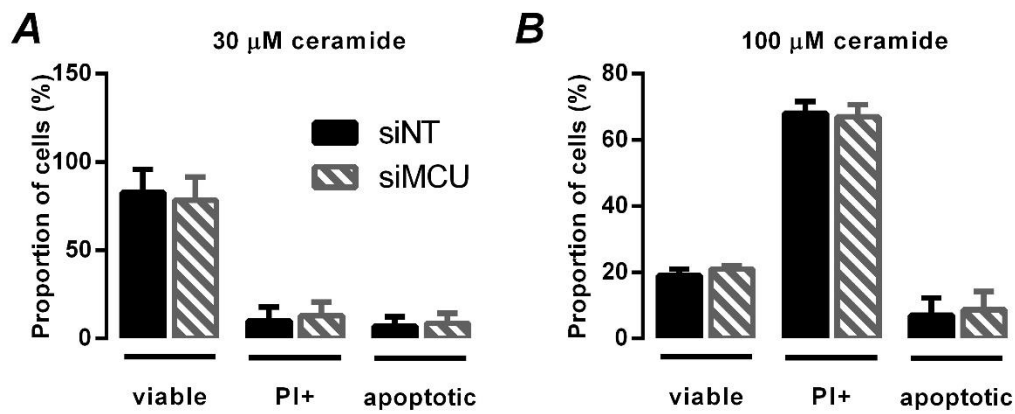 A
30 μM ceramide
Proportion of cells (%)
150
100
50
0
siNT
siMCU
viable
PI+
apoptotic
B
100 μM ceramide
Proportion of cells (%)
80
60
40
20
0
viable
PI+
apoptotic